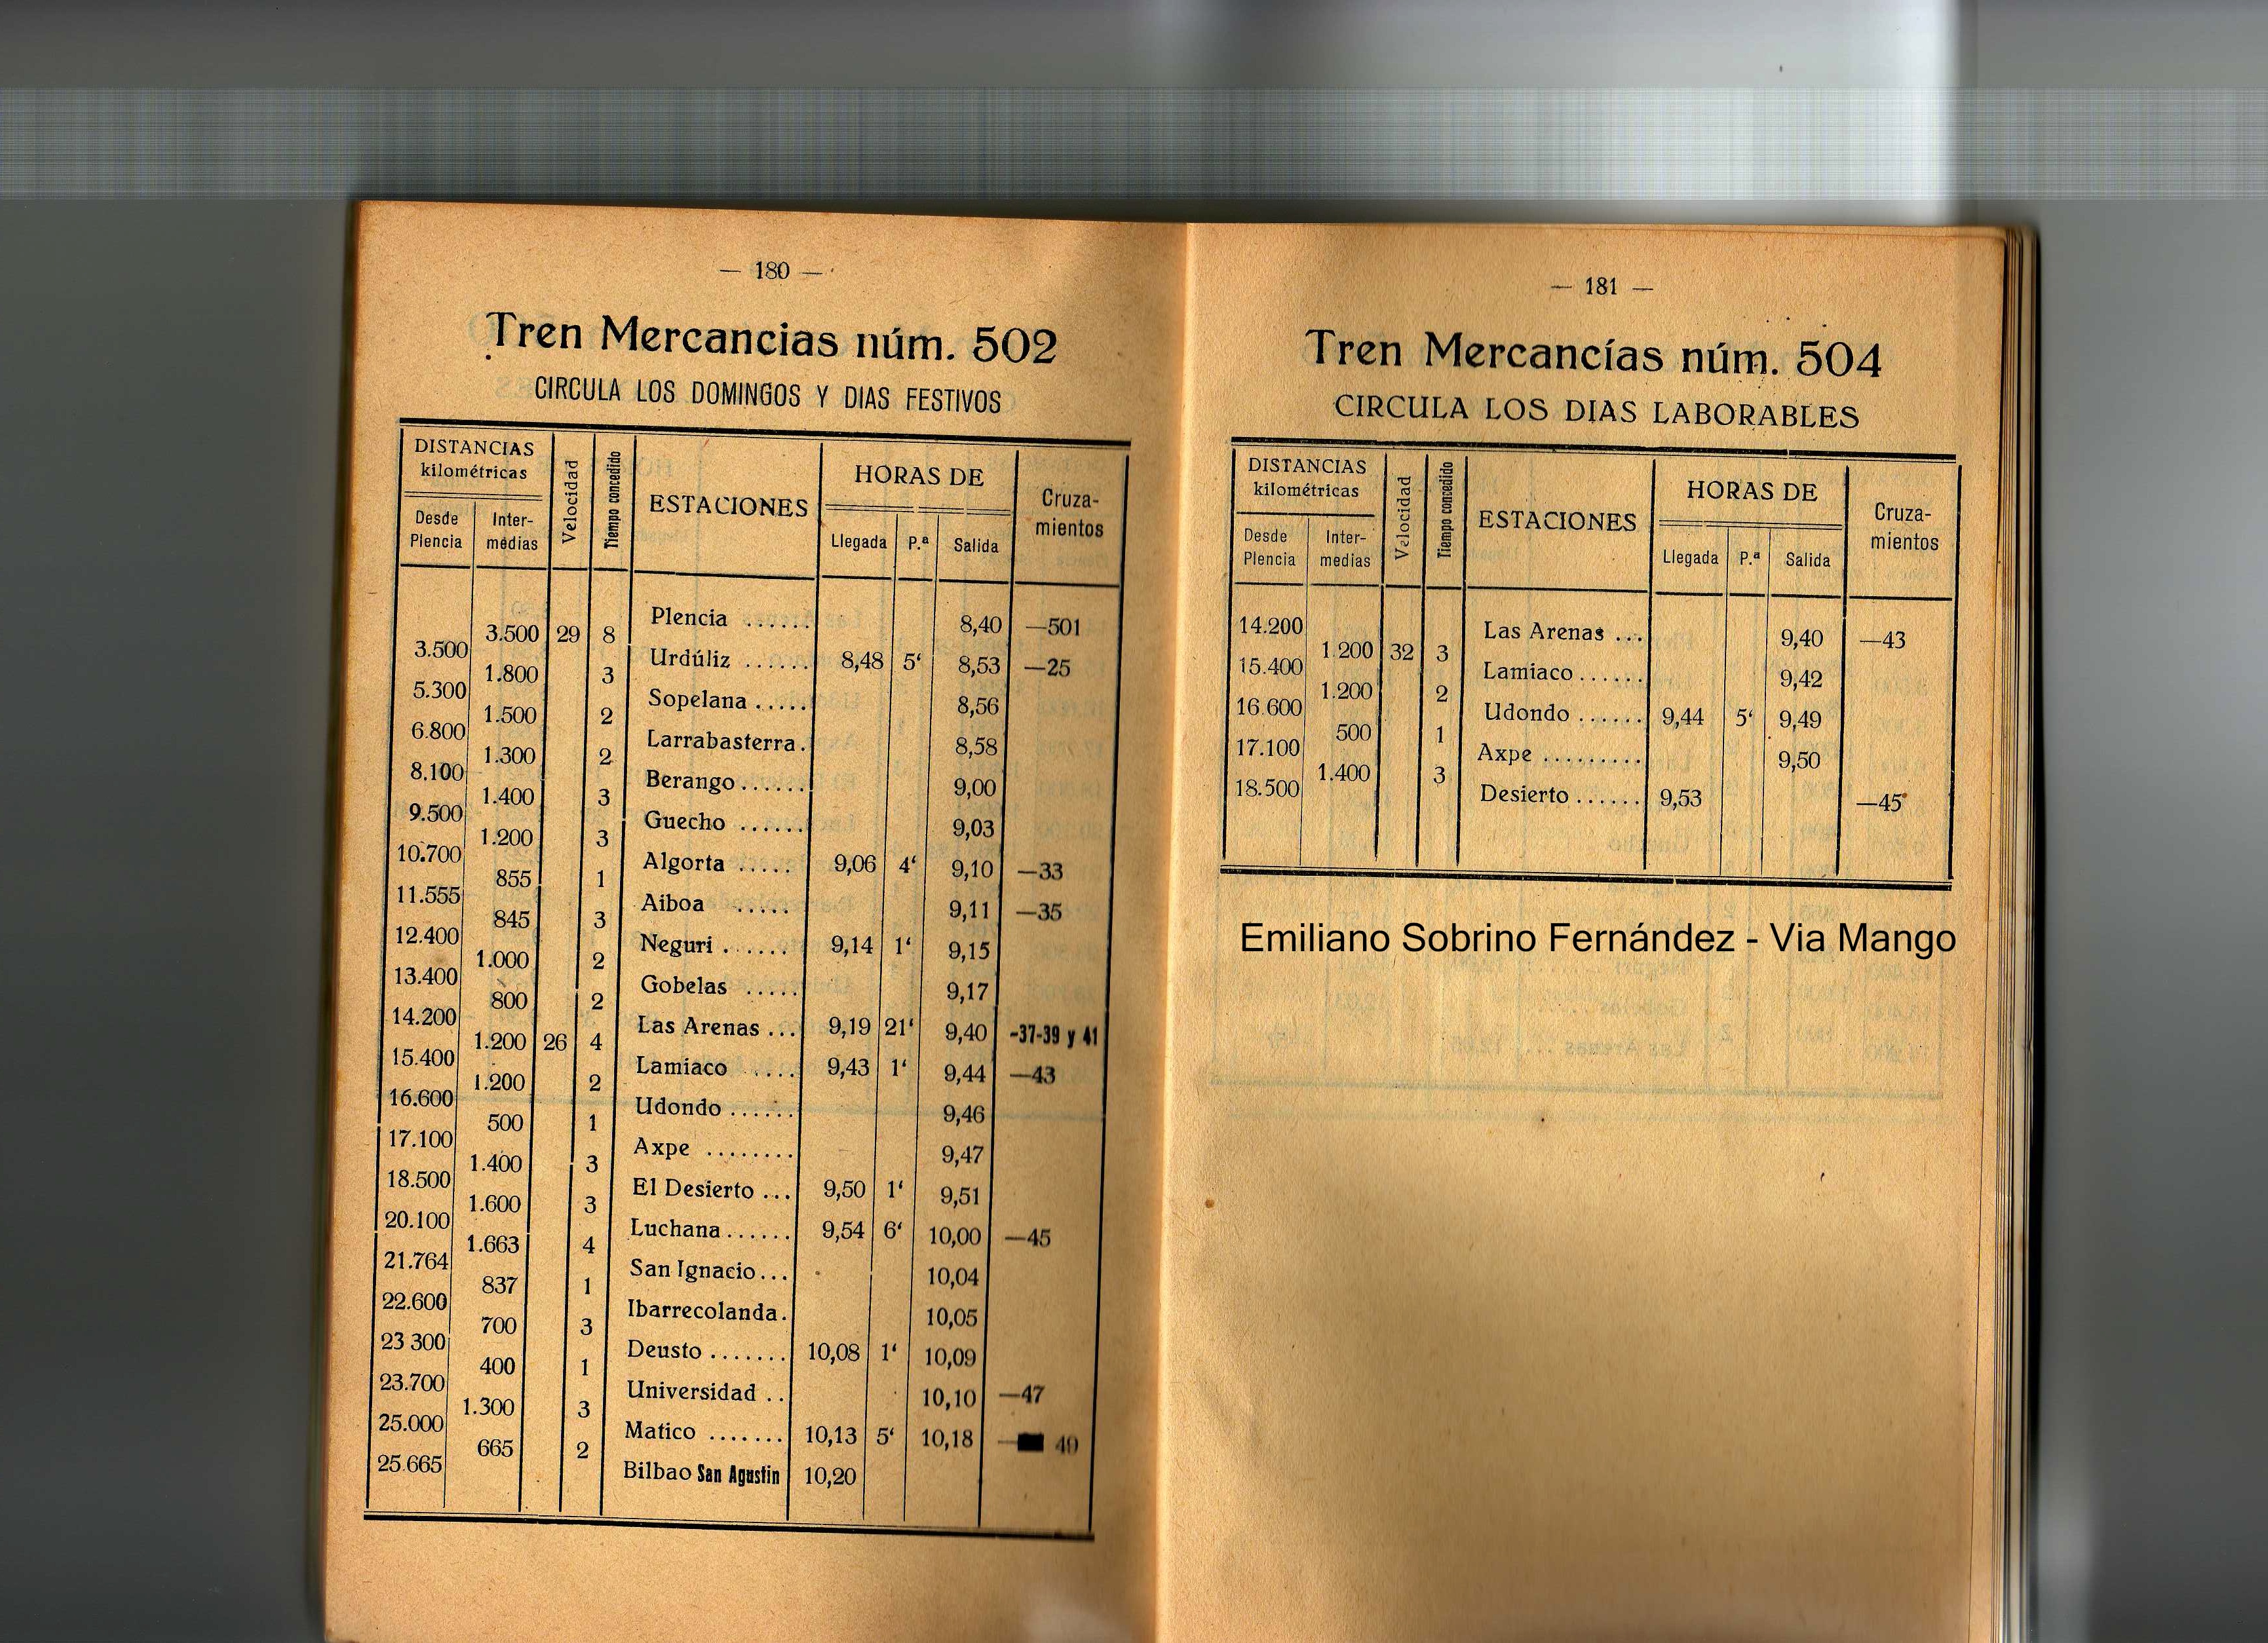 — 180 —
Tren Mercancias núm. 502
CIRCULA LOS DOMINGOS Y DIAS FESTIVOS
DISTANCIAS kilométricas Velocidad Tiempo concedido ESTACIONES HORAS DE Cruza-mientos
Desde Plencia Inter-medias Llegada P.ª Salida
Plencia ...... 8,40 —501
3.500 29 8
3.500 Urdúliz ...... 8,48 5' 8,53 —25
1.800 3
5.300 Sopelana ..... 8,56
1.500 2
6.800 Larrabasterra. 8,58
1.300 2
8.100 Berango...... 9,00
1.400 3
9.500 Guecho ...... 9,03
1.200 3
10.700 Algorta ..... 9,06 4' 9,10 —33
855 1
11.555 Aiboa ..... 9,11 —35
845 3
12.400 Neguri ...... 9,14 1' 9,15
1.000 2
13.400 Gobelas ..... 9,17
800 2
14.200 Las Arenas ... 9,19 21' 9,40 -37-39 y 41
1.200 26 4
15.400 Lamiaco ..... 9,43 1' 9,44 —43
1.200 2
16.600 Udondo ...... 9,46
500 1
17.100 Axpe ........ 9,47
1.400 3
18.500 El Desierto ... 9,50 1' 9,51
1.600 3
20.100 Luchana ...... 9,54 6' 10,00 —45
1.663 4
21.764 San Ignacio... 10,04
837 1
22.600 Ibarrecolanda. 10,05
700 3
23 300 Deusto ....... 10,08 1' 10,09
400 1
23.700 Universidad .. 10,10 —47
1.300 3
25.000 Matico ....... 10,13 5' 10,18 — 49
665 2
25.665 Bilbao San Agustin 10,20
— 181 —
Tren Mercancías núm. 504
CIRCULA LOS DIAS LABORABLES
DISTANCIAS kilométricas Velocidad Tiempo concedido ESTACIONES HORAS DE Cruza-mientos
Desde Plencia Inter-medias Llegada P.ª Salida
14.200 Las Arenas ... 9,40 —43
1.200 32 3
15.400 Lamiaco ...... 9,42
1.200 2
16.600 Udondo ...... 9,44 5' 9,49
500 1
17.100 Axpe ......... 9,50
1.400 3
18.500 Desierto ...... 9,53 —45
Emiliano Sobrino Fernández - Via Mango